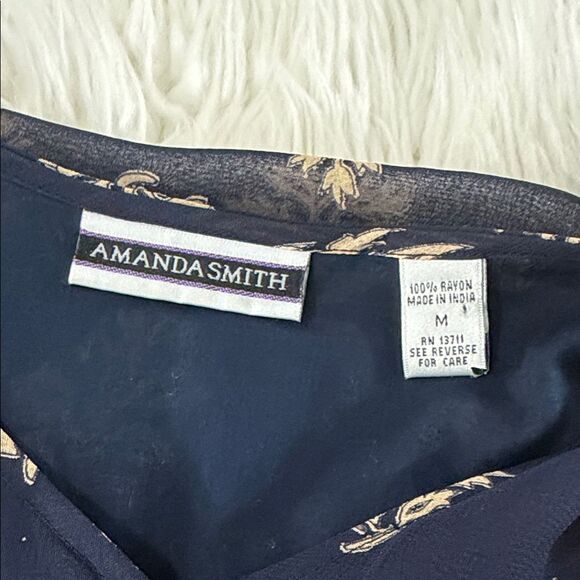 AMANDA SMITH
100% RAYON
MADE IN INDIA
M
RN 13711
SEE REVERSE
FOR CARE